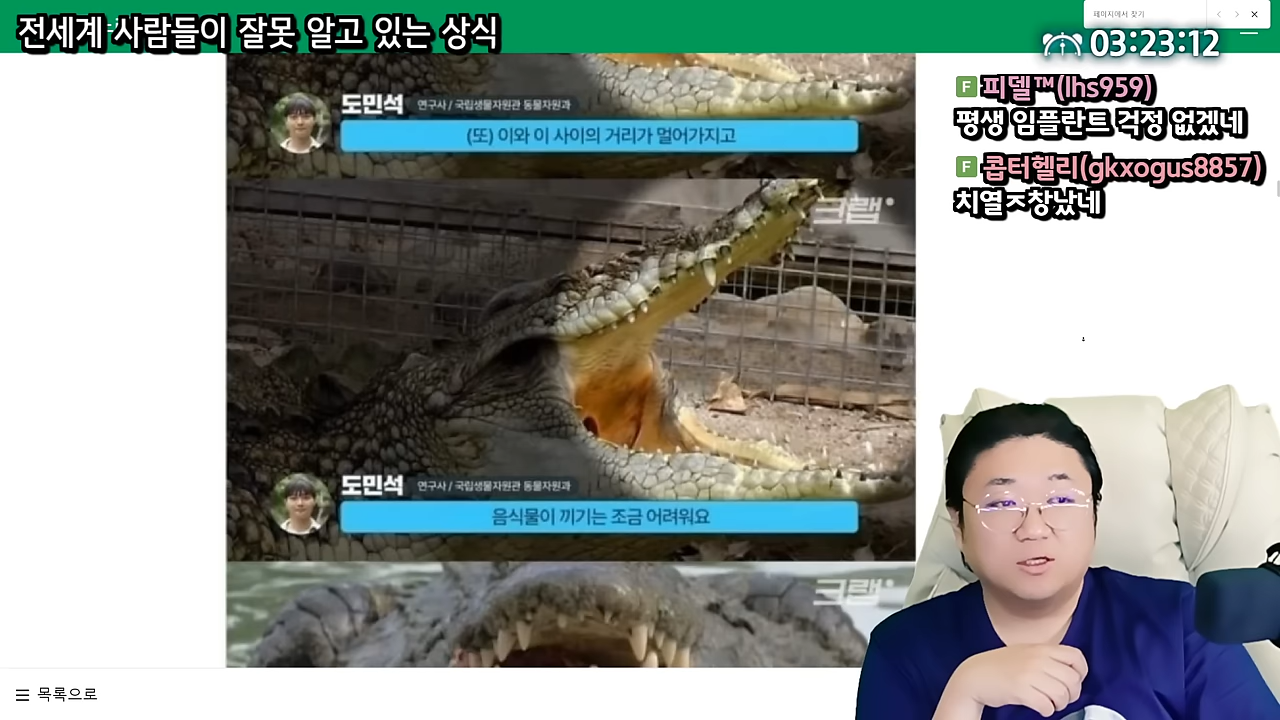 전세계 사람들이 잘못 알고 있는 상식
페이지에서 찾기
03:23:12
F 피델™(lhs959)
평생 임플란트 걱정 없겠네
F 콥터헬리(gkxogus8857)
치열ㅈ창났네
도민석 연구사 / 국립생물자원관 동물자원과
(또) 이와 이 사이의 거리가 멀어가지고
크랩
도민석 연구사 / 국립생물자원관 동물자원과
음식물이 끼기는 조금 어려워요
크랩
목록으로